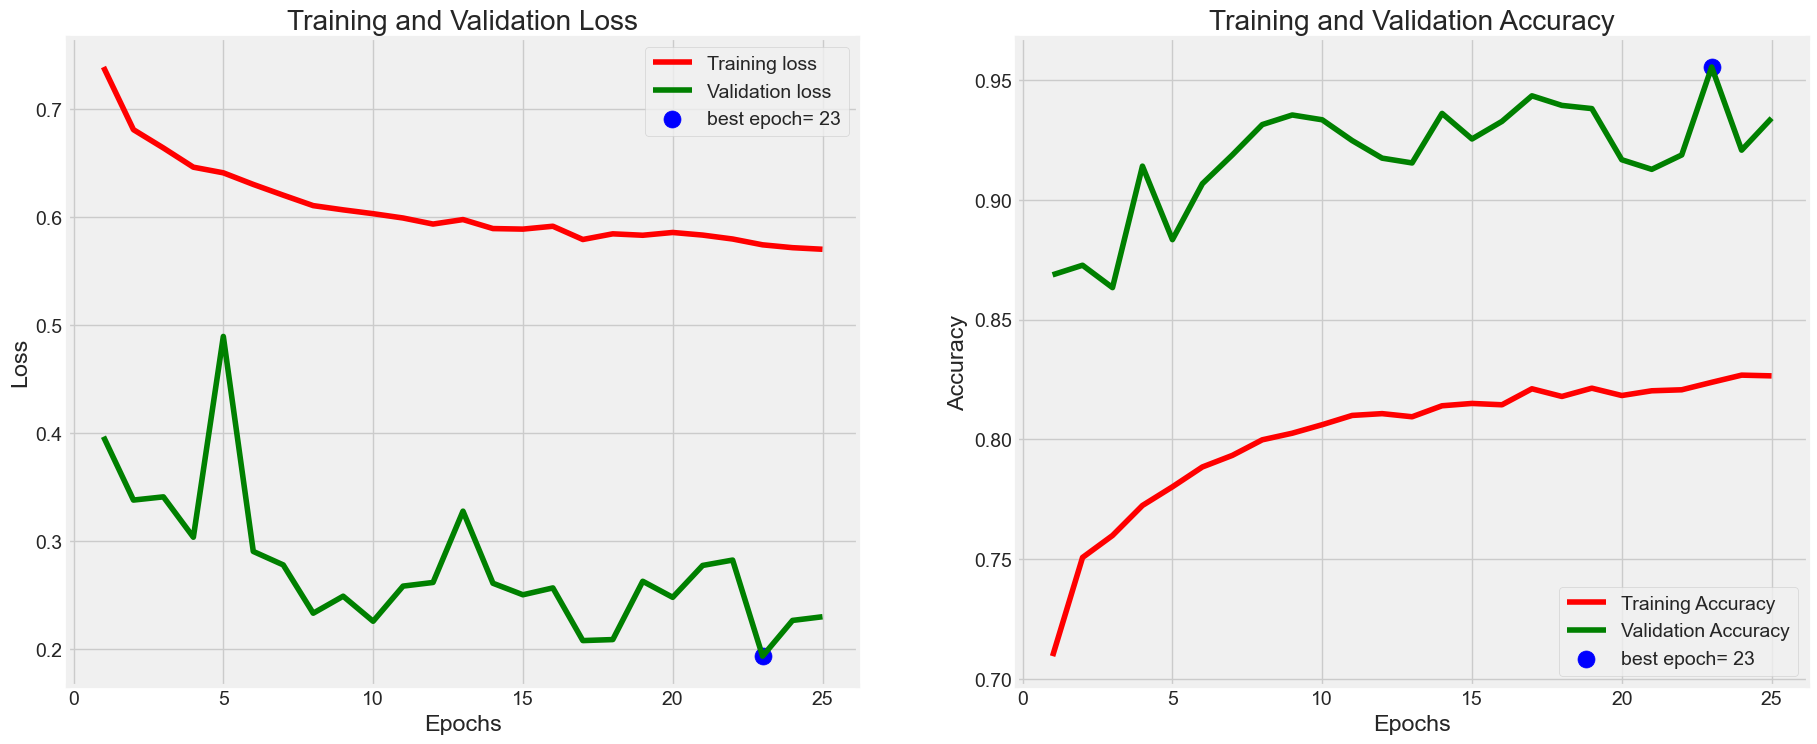 Training and Validation Loss
Training loss
Validation loss
best epoch= 23
Loss
0.7
0.6
0.5
0.4
0.3
0.2
0
5
10
15
20
25
Epochs
Training and Validation Accuracy
Accuracy
0.95
0.90
0.85
0.80
0.75
0.70
Training Accuracy
Validation Accuracy
best epoch= 23
0
5
10
15
20
25
Epochs